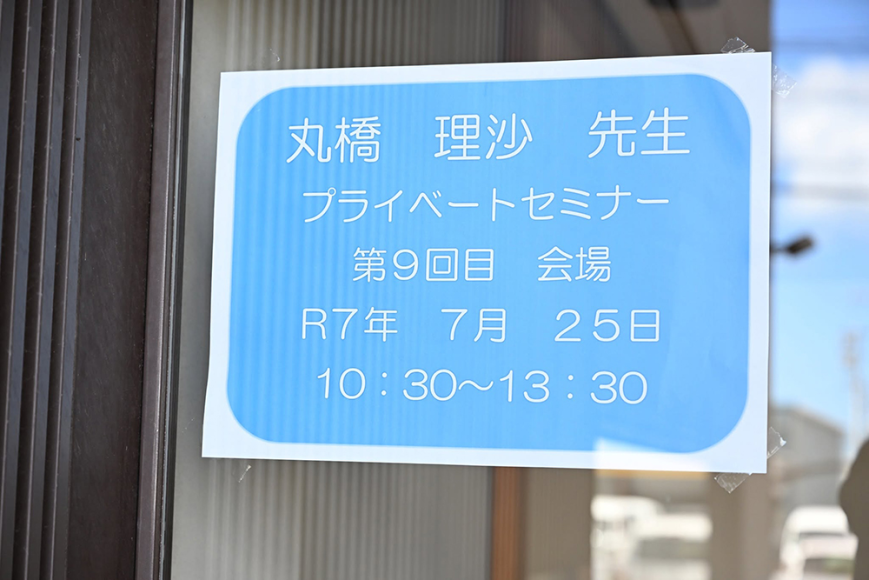 丸橋　理沙　先生
プライベートセミナー
第９回目　会場
R７年　７月　２５日
10：30～13：30